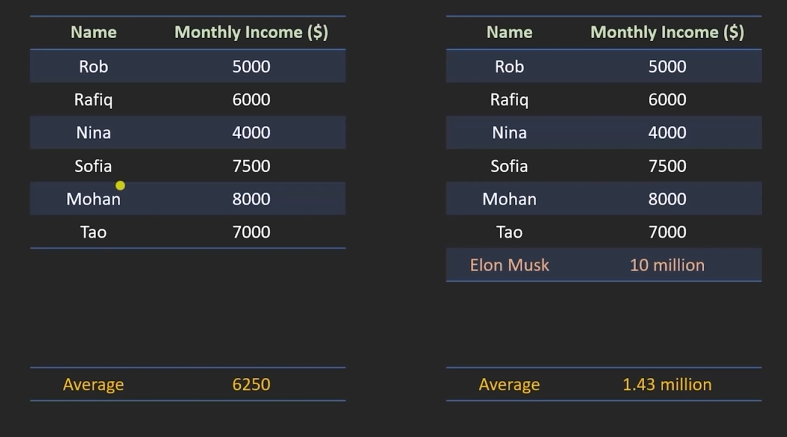 Name Monthly Income ($)
Rob 5000
Rafiq 6000
Nina 4000
Sofia 7500
Mohan 8000
Tao 7000
Average 6250
Name Monthly Income ($)
Rob 5000
Rafiq 6000
Nina 4000
Sofia 7500
Mohan 8000
Tao 7000
Elon Musk 10 million
Average 1.43 million